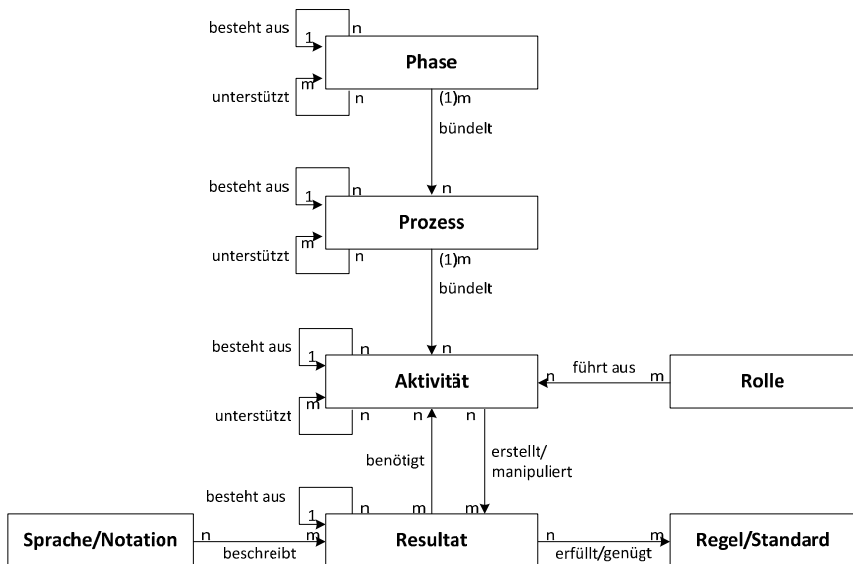 besteht aus
n
1
Phase
m
unterstützt
n
(1)m
bündelt
besteht aus
n
n
1
Prozess
m
unterstützt
n
(1)m
bündelt
besteht aus
n
n
1
Aktivität
n
führt aus
m
Rolle
m
unterstützt
n
n
n
benötigt
erstellt/
manipuliert
besteht aus
n
m
m
1
Sprache/Notation
n
beschreibt
m
Resultat
n
erfüllt/genügt
m
Regel/Standard